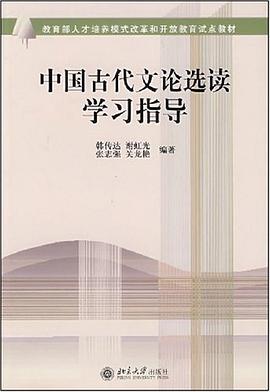 教育部人才培养模式改革和开放教育试点教材
中国古代文论选读
学习指导
韩传达 谢虹光
张志强 关龙艳 编著
北京大学出版社